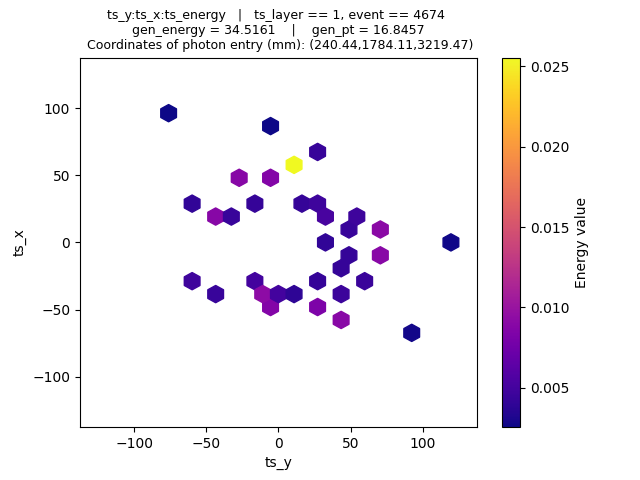 ts_y:ts_x:ts_energy   |   ts_layer == 1, event == 4674
gen_energy = 34.5161    |    gen_pt = 16.8457
Coordinates of photon entry (mm): (240.44,1784.11,3219.47)
100
50
0
−50
−100
ts_x
−100
−50
0
50
100
ts_y
0.025
0.020
0.015
0.010
0.005
Energy value